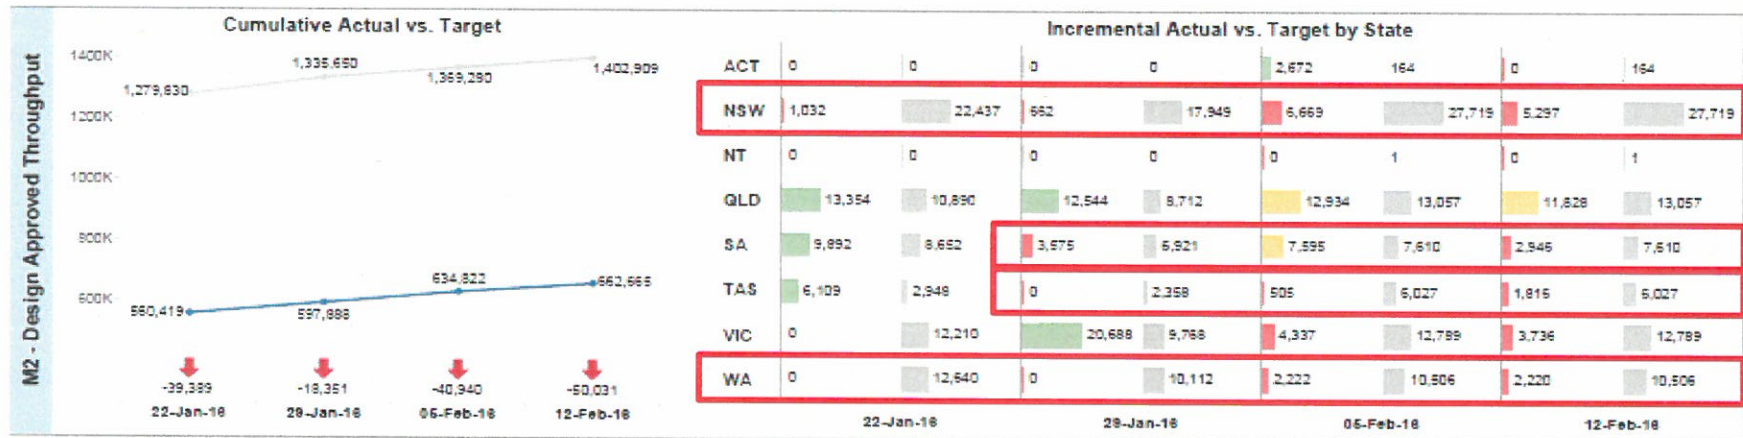 M2 - Design Approved Throughput
Cumulative Actual vs. Target
1400K
1200K
1000K
800K
600K
1,279,830
1,335,650
1,369,280
1,402,909
560,419
597,888
634,822
662,565
-39,389
-18,351
-40,940
-50,031
22-Jan-16
29-Jan-16
05-Feb-16
12-Feb-16
Incremental Actual vs. Target by State
ACT 0 0 0 0 2,672 164 0 164
NSW 1,032 22,437 662 17,949 6,669 27,719 5,297 27,719
NT 0 0 0 0 0 1 0 1
QLD 13,354 10,890 12,544 8,712 12,934 13,057 11,828 13,057
SA 9,892 8,652 3,575 6,921 7,595 7,610 2,946 7,610
TAS 6,109 2,948 0 2,358 505 6,027 1,816 6,027
VIC 0 12,210 20,688 9,768 4,337 12,789 3,736 12,789
WA 0 12,640 0 10,112 2,222 10,506 2,220 10,506
22-Jan-16 29-Jan-16 05-Feb-16 12-Feb-16